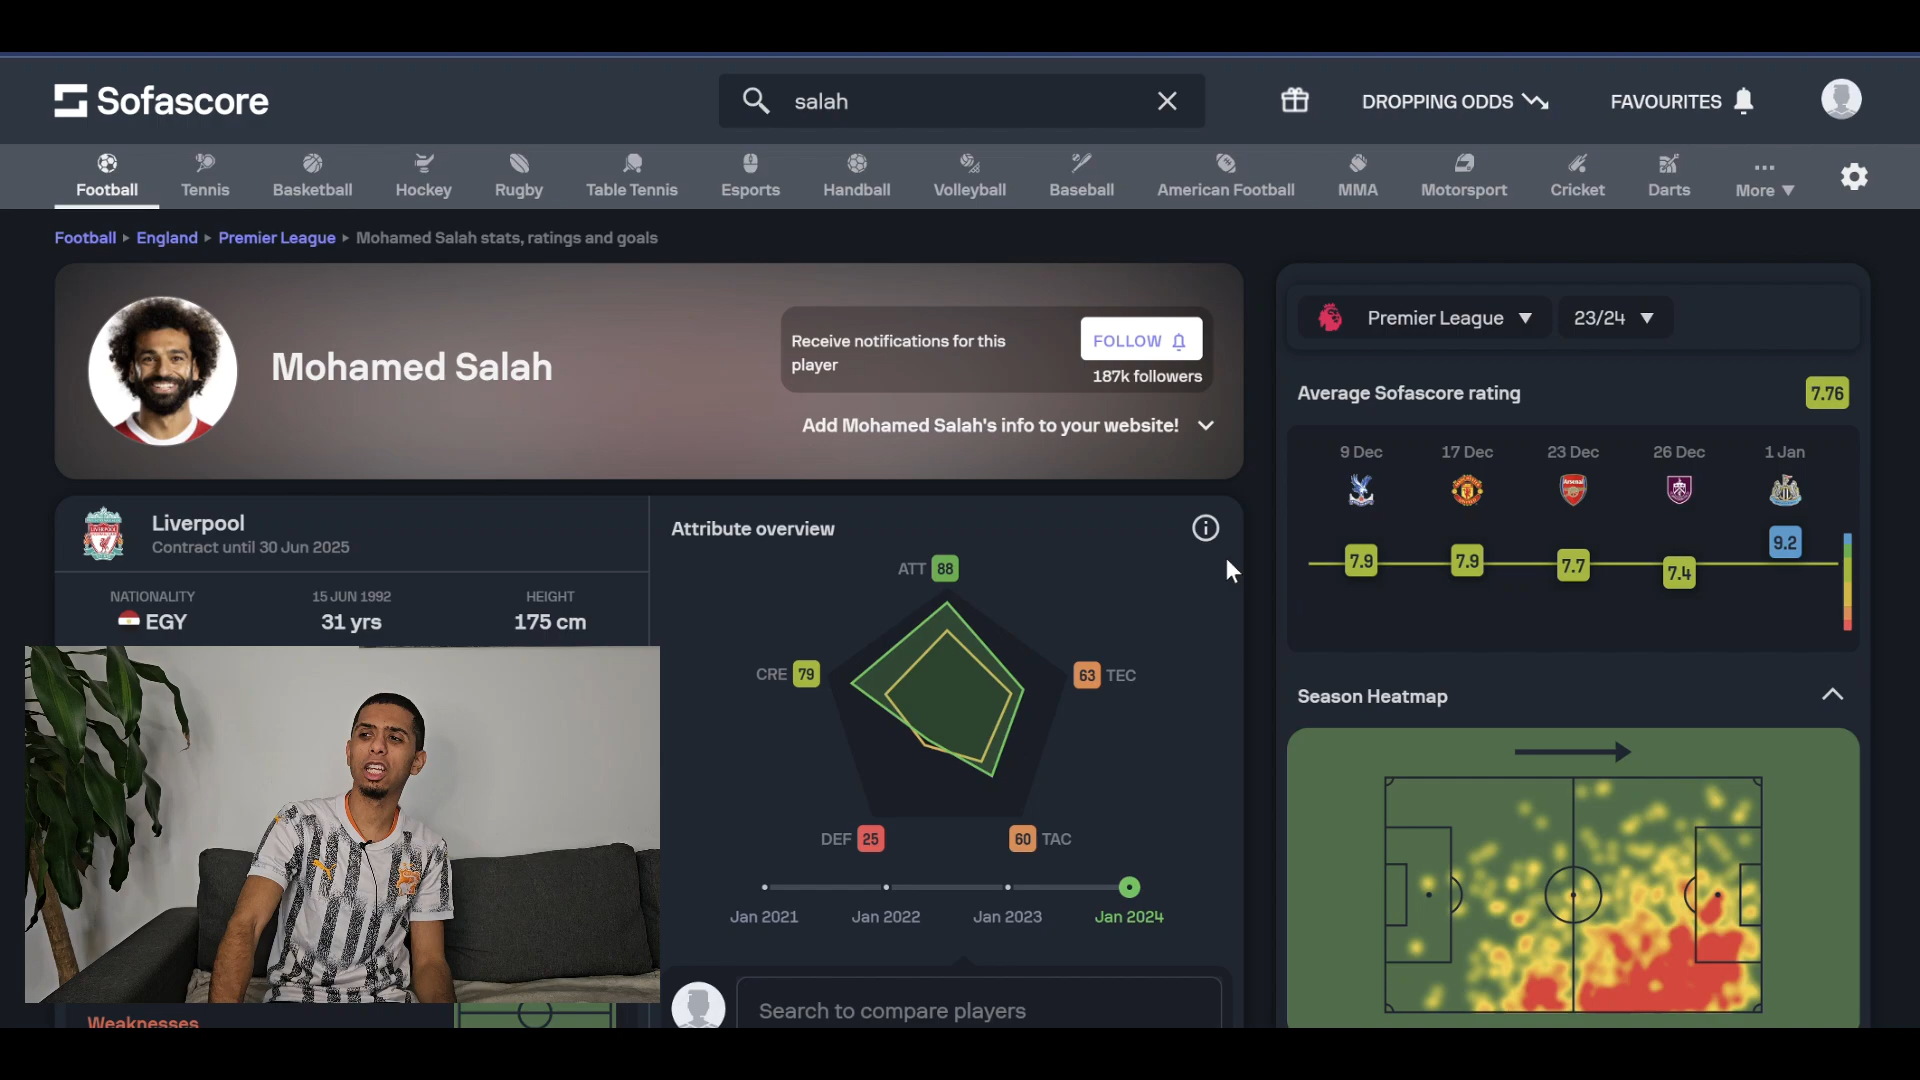 Sofascore
salah
DROPPING ODDS
FAVOURITES
Football
Tennis
Basketball
Hockey
Rugby
Table Tennis
Esports
Handball
Volleyball
Baseball
American Football
MMA
Motorsport
Cricket
Darts
More
Football
England
Premier League
Mohamed Salah stats, ratings and goals
Mohamed Salah
Receive notifications for this
player
FOLLOW
187k followers
Add Mohamed Salah's info to your website!
Liverpool
Contract until 30 Jun 2025
NATIONALITY
EGY
15 JUN 1992
31 yrs
HEIGHT
175 cm
Weaknesses
Attribute overview
ATT 88
CRE 79
63 TEC
DEF 25
60 TAC
Jan 2021
Jan 2022
Jan 2023
Jan 2024
Search to compare players
Premier League
23/24
Average Sofascore rating
7.76
9 Dec
17 Dec
23 Dec
26 Dec
1 Jan
Arsenal
7.9
7.9
7.7
7.4
9.2
Season Heatmap